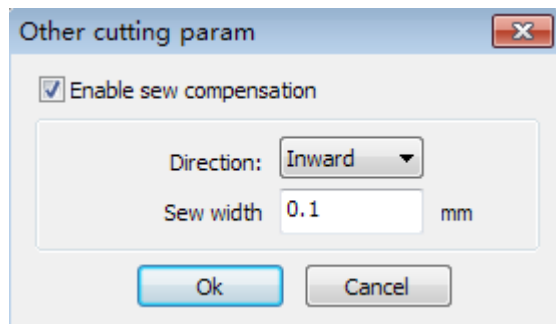 Other cutting param
Enable sew compensation
Direction: Inward
Sew width 0.1 mm
Ok Cancel